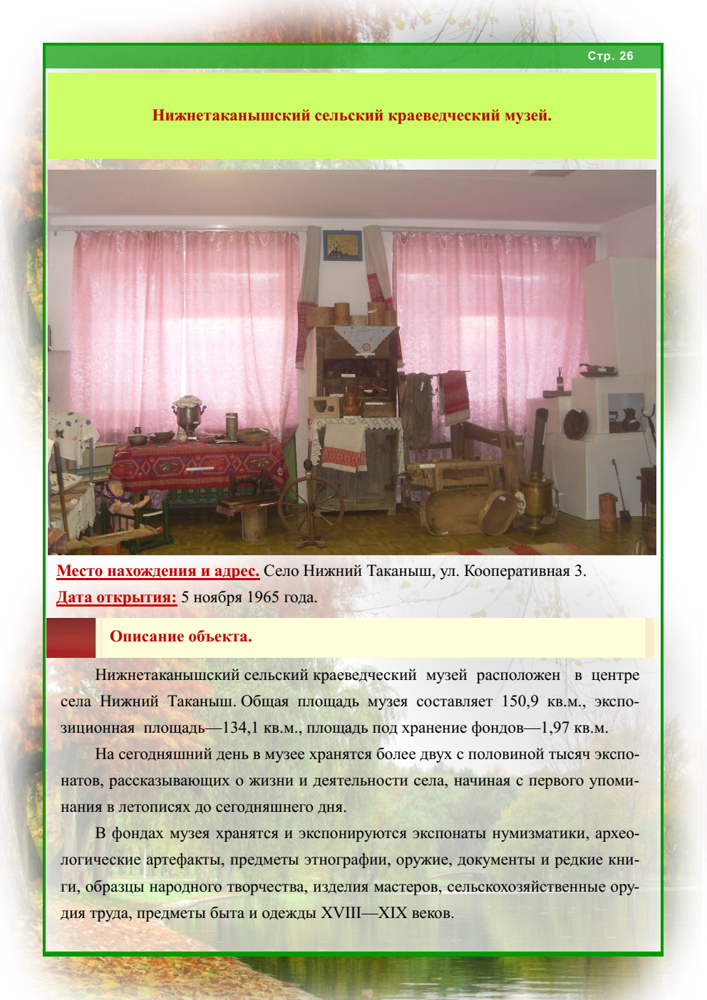 Стр. 26
Нижнетаканышский сельский краеведческий музей.
Место нахождения и адрес. Село Нижний Таканыш, ул. Кооперативная 3.
Дата открытия: 5 ноября 1965 года.
Описание объекта.
Нижнетаканышский сельский краеведческий музей расположен в центре
села Нижний Таканыш. Общая площадь музея составляет 150,9 кв.м., экспо-
зиционная площадь—134,1 кв.м., площадь под хранение фондов—1,97 кв.м.
На сегодняшний день в музее хранятся более двух с половиной тысяч экспо-
натов, рассказывающих о жизни и деятельности села, начиная с первого упоми-
нания в летописях до сегодняшнего дня.
В фондах музея хранятся и экспонируются экспонаты нумизматики, архео-
логические артефакты, предметы этнографии, оружие, документы и редкие кни-
ги, образцы народного творчества, изделия мастеров, сельскохозяйственные ору-
дия труда, предметы быта и одежды XVIII—XIX веков.